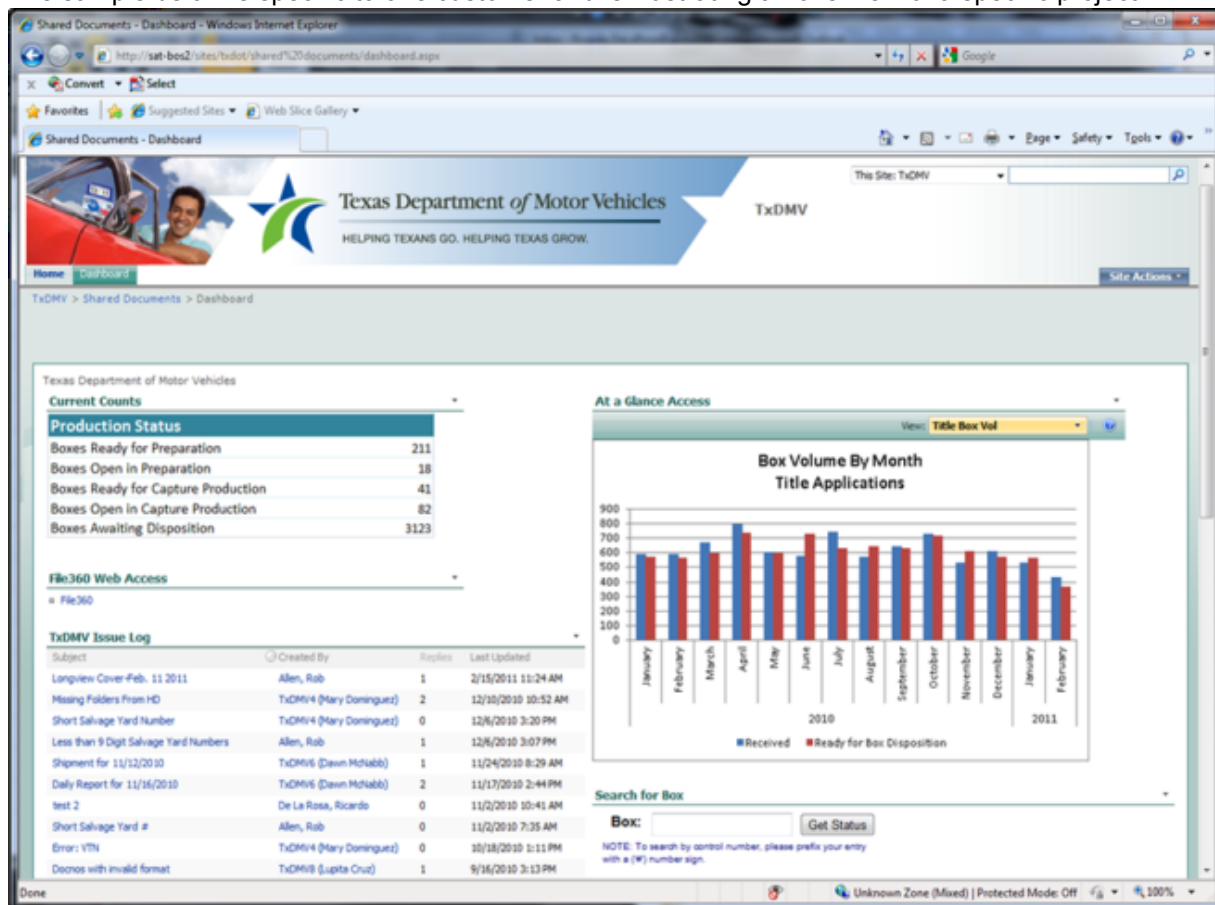 Shared Documents - Dashboard - Windows Internet Explorer
http://sat-bos2/sites/txdot/shared%20documents/dashboard.aspx
Google
x Convert Select
Favorites Suggested Sites Web Slice Gallery
Shared Documents - Dashboard
Page Safety Tools
This Site: TxDMV
Texas Department of Motor Vehicles
TxDMV
HELPING TEXANS GO. HELPING TEXAS GROW.
Home Dashboard
Site Actions
TxDMV > Shared Documents > Dashboard
Texas Department of Motor Vehicles
Current Counts
Production Status
Boxes Ready for Preparation 211
Boxes Open in Preparation 18
Boxes Ready for Capture Production 41
Boxes Open in Capture Production 82
Boxes Awaiting Disposition 3123
File360 Web Access
File360
TxDMV Issue Log
Subject Created By Replies Last Updated
Longview Cover-Feb. 11 2011 Allen, Rob 1 2/15/2011 11:24 AM
Missing Folders From HD TxDMV4 (Mary Dominguez) 2 12/10/2010 10:52 AM
Short Salvage Yard Number TxDMV4 (Mary Dominguez) 0 12/6/2010 3:20 PM
Less than 9 Digit Salvage Yard Numbers Allen, Rob 1 12/6/2010 3:07 PM
Shipment for 11/12/2010 TxDMV6 (Dawn McNabb) 1 11/24/2010 8:29 AM
Daily Report for 11/16/2010 TxDMV6 (Dawn McNabb) 2 11/17/2010 2:44 PM
test 2 De La Rosa, Ricardo 0 11/2/2010 10:41 AM
Short Salvage Yard # Allen, Rob 0 11/2/2010 7:35 AM
Error: VTN TxDMV4 (Mary Dominguez) 0 10/18/2010 1:11 PM
Docnos with invalid format TxDMV8 (Lupita Cruz) 1 9/16/2010 3:13 PM
At a Glance Access
View: Title Box Vol
Box Volume By Month
Title Applications
900
800
700
600
500
400
300
200
100
0
January February March April May June July August September October November December January February
2010 2011
Received Ready for Box Disposition
Search for Box
Box: Get Status
NOTE: To search by control number, please prefix your entry
with a (#) number sign.
Done
Unknown Zone (Mixed) | Protected Mode: Off 100%